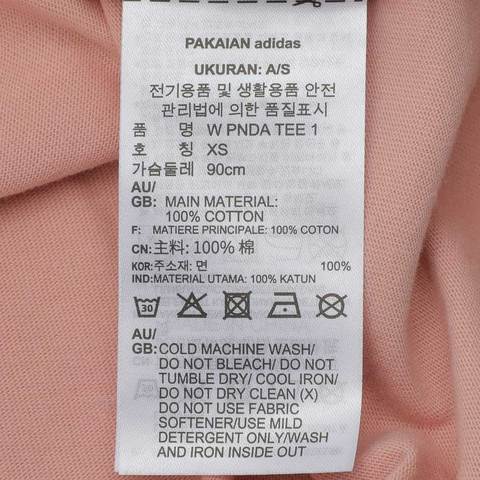 PAKAIAN adidas
UKURAN: A/S
전기용품 및 생활용품 안전
관리법에 의한 품질표시
품 명 W PNDA TEE 1
호 칭 XS
가슴둘레 90cm
AU/
GB: MAIN MATERIAL:
100% COTTON
F: MATIERE PRINCIPALE: 100% COTON
CN:主料: 100% 棉
KOR:주소재: 면 100%
IND:MATERIAL UTAMA: 100% KATUN
30
AU/
GB: COLD MACHINE WASH/
DO NOT BLEACH/ DO NOT
TUMBLE DRY/ COOL IRON/
DO NOT DRY CLEAN (X)
DO NOT USE FABRIC
SOFTENER/USE MILD
DETERGENT ONLY/WASH
AND IRON INSIDE OUT